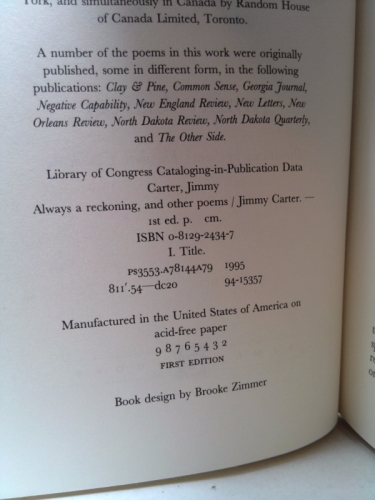 York, and simultaneously in Canada by Random House
of Canada Limited, Toronto.
A number of the poems in this work were originally
published, some in different form, in the following
publications: Clay & Pine, Common Sense, Georgia Journal,
Negative Capability, New England Review, New Letters, New
Orleans Review, North Dakota Review, North Dakota Quarterly,
and The Other Side.
Library of Congress Cataloging-in-Publication Data
Carter, Jimmy
Always a reckoning, and other poems / Jimmy Carter. —
1st ed. p. cm.
ISBN 0-8129-2434-7
I. Title.
PS3553.A78144A79 1995
811'.54—dc20 94-15357
Manufactured in the United States of America on
acid-free paper
9 8 7 6 5 4 3 2
FIRST EDITION
Book design by Brooke Zimmer